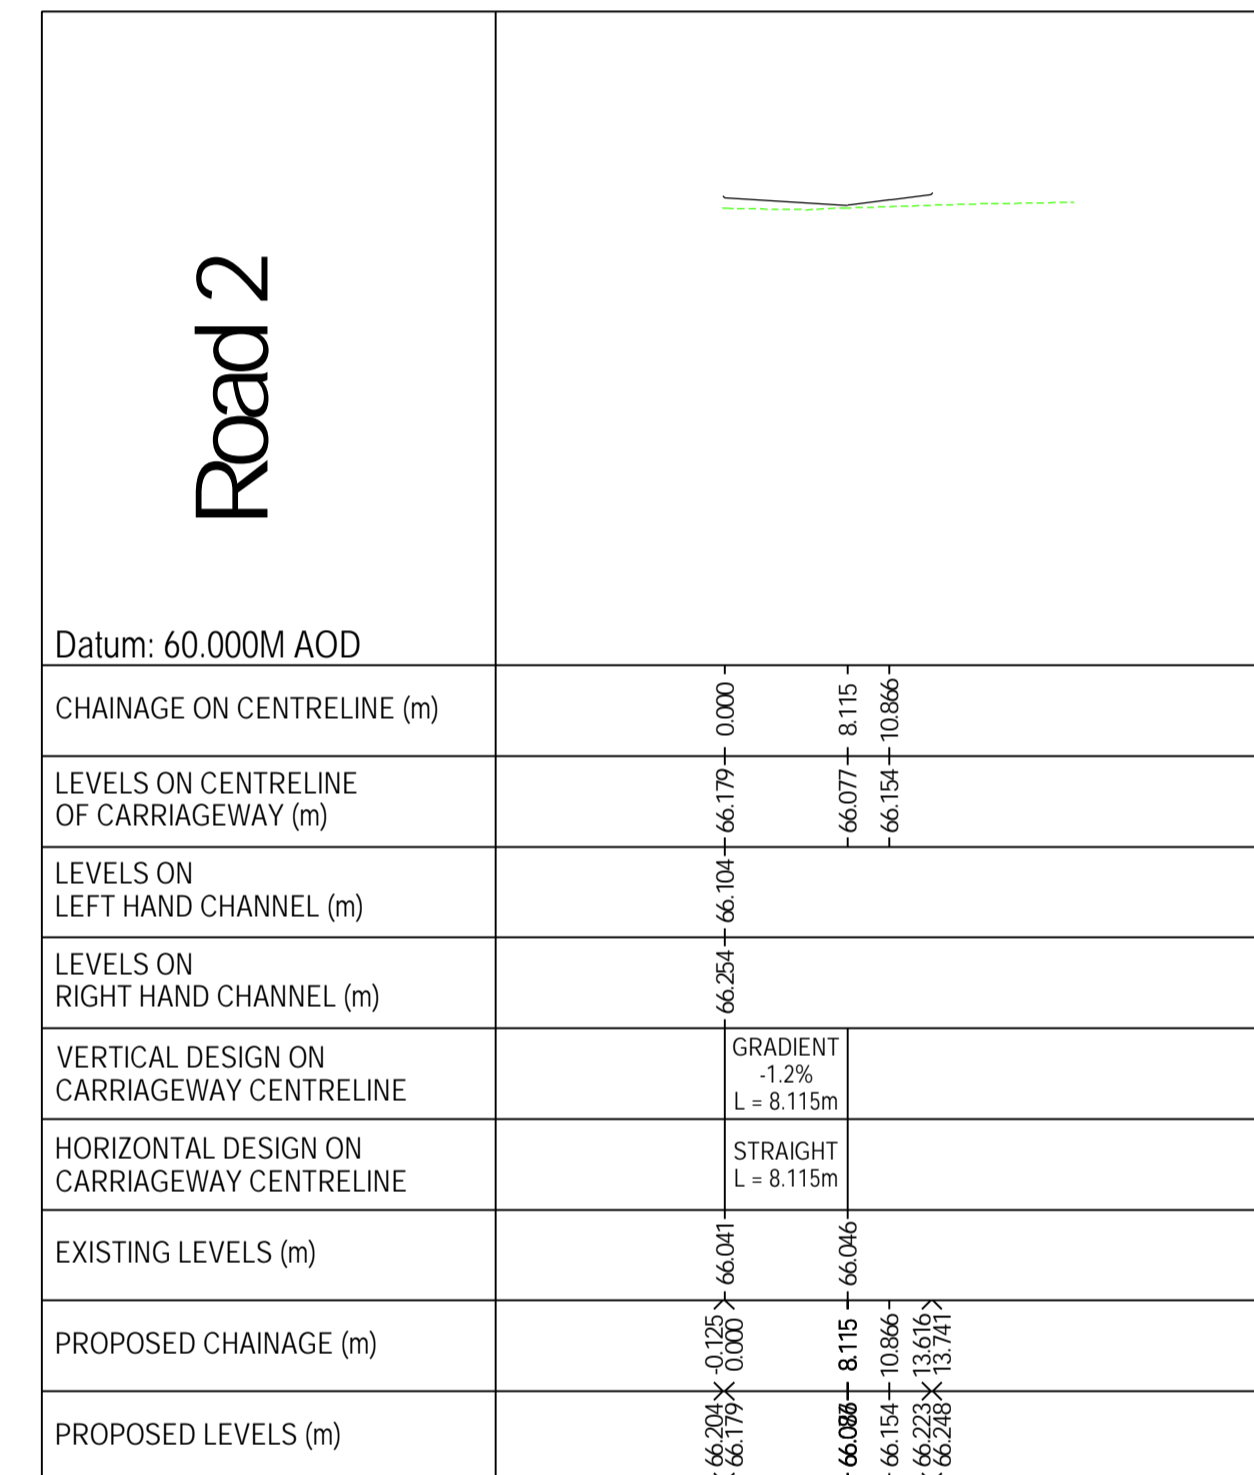 Road 2
Datum: 60.000M AOD
CHAINAGE ON CENTRELINE (m)
0.000
8.115
10.866
LEVELS ON CENTRELINE
OF CARRIAGEWAY (m)
66.179
66.077
66.154
LEVELS ON
LEFT HAND CHANNEL (m)
66.104
LEVELS ON
RIGHT HAND CHANNEL (m)
66.254
VERTICAL DESIGN ON
CARRIAGEWAY CENTRELINE
GRADIENT
-1.2%
L = 8.115m
HORIZONTAL DESIGN ON
CARRIAGEWAY CENTRELINE
STRAIGHT
L = 8.115m
EXISTING LEVELS (m)
66.041
66.046
PROPOSED CHAINAGE (m)
-0.125
0.000
8.115
10.866
13.616
13.741
PROPOSED LEVELS (m)
66.204
66.179
66.154
66.223
66.248